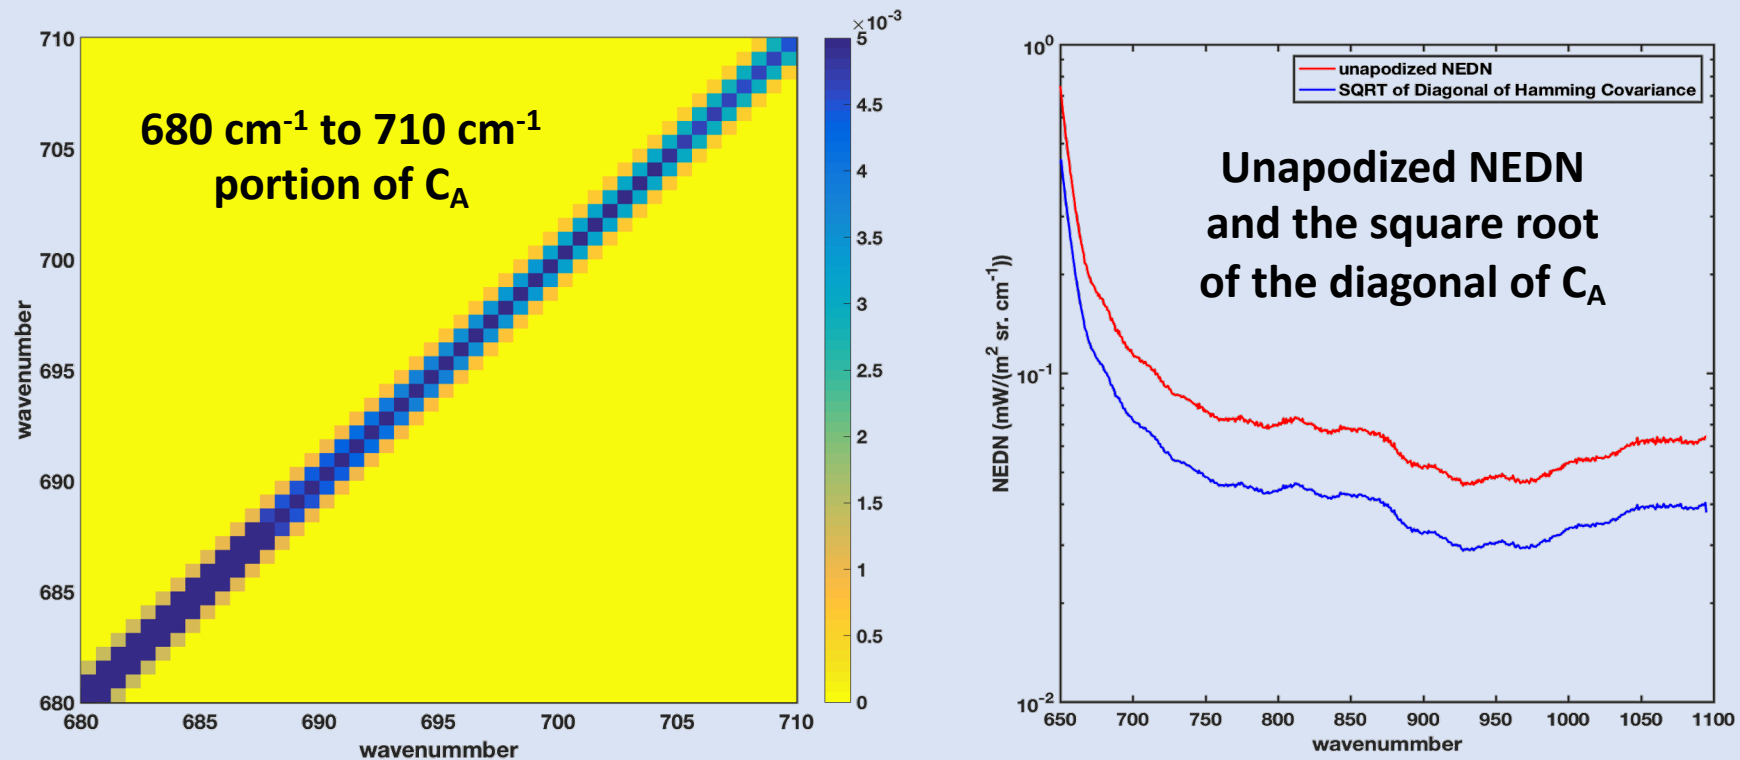 ×10⁻³
680 cm⁻¹ to 710 cm⁻¹
portion of C_A
710
705
700
695
690
685
680
wavenumber
680 685 690 695 700 705 710
wavenummber
5
4.5
4
3.5
3
2.5
2
1.5
1
0.5
0
unapodized NEDN
SQRT of Diagonal of Hamming Covariance
Unapodized NEDN
and the square root
of the diagonal of C_A
10⁰
10⁻¹
10⁻²
NEDN (mW/(m² sr. cm⁻¹))
650 700 750 800 850 900 950 1000 1050 1100
wavenummber